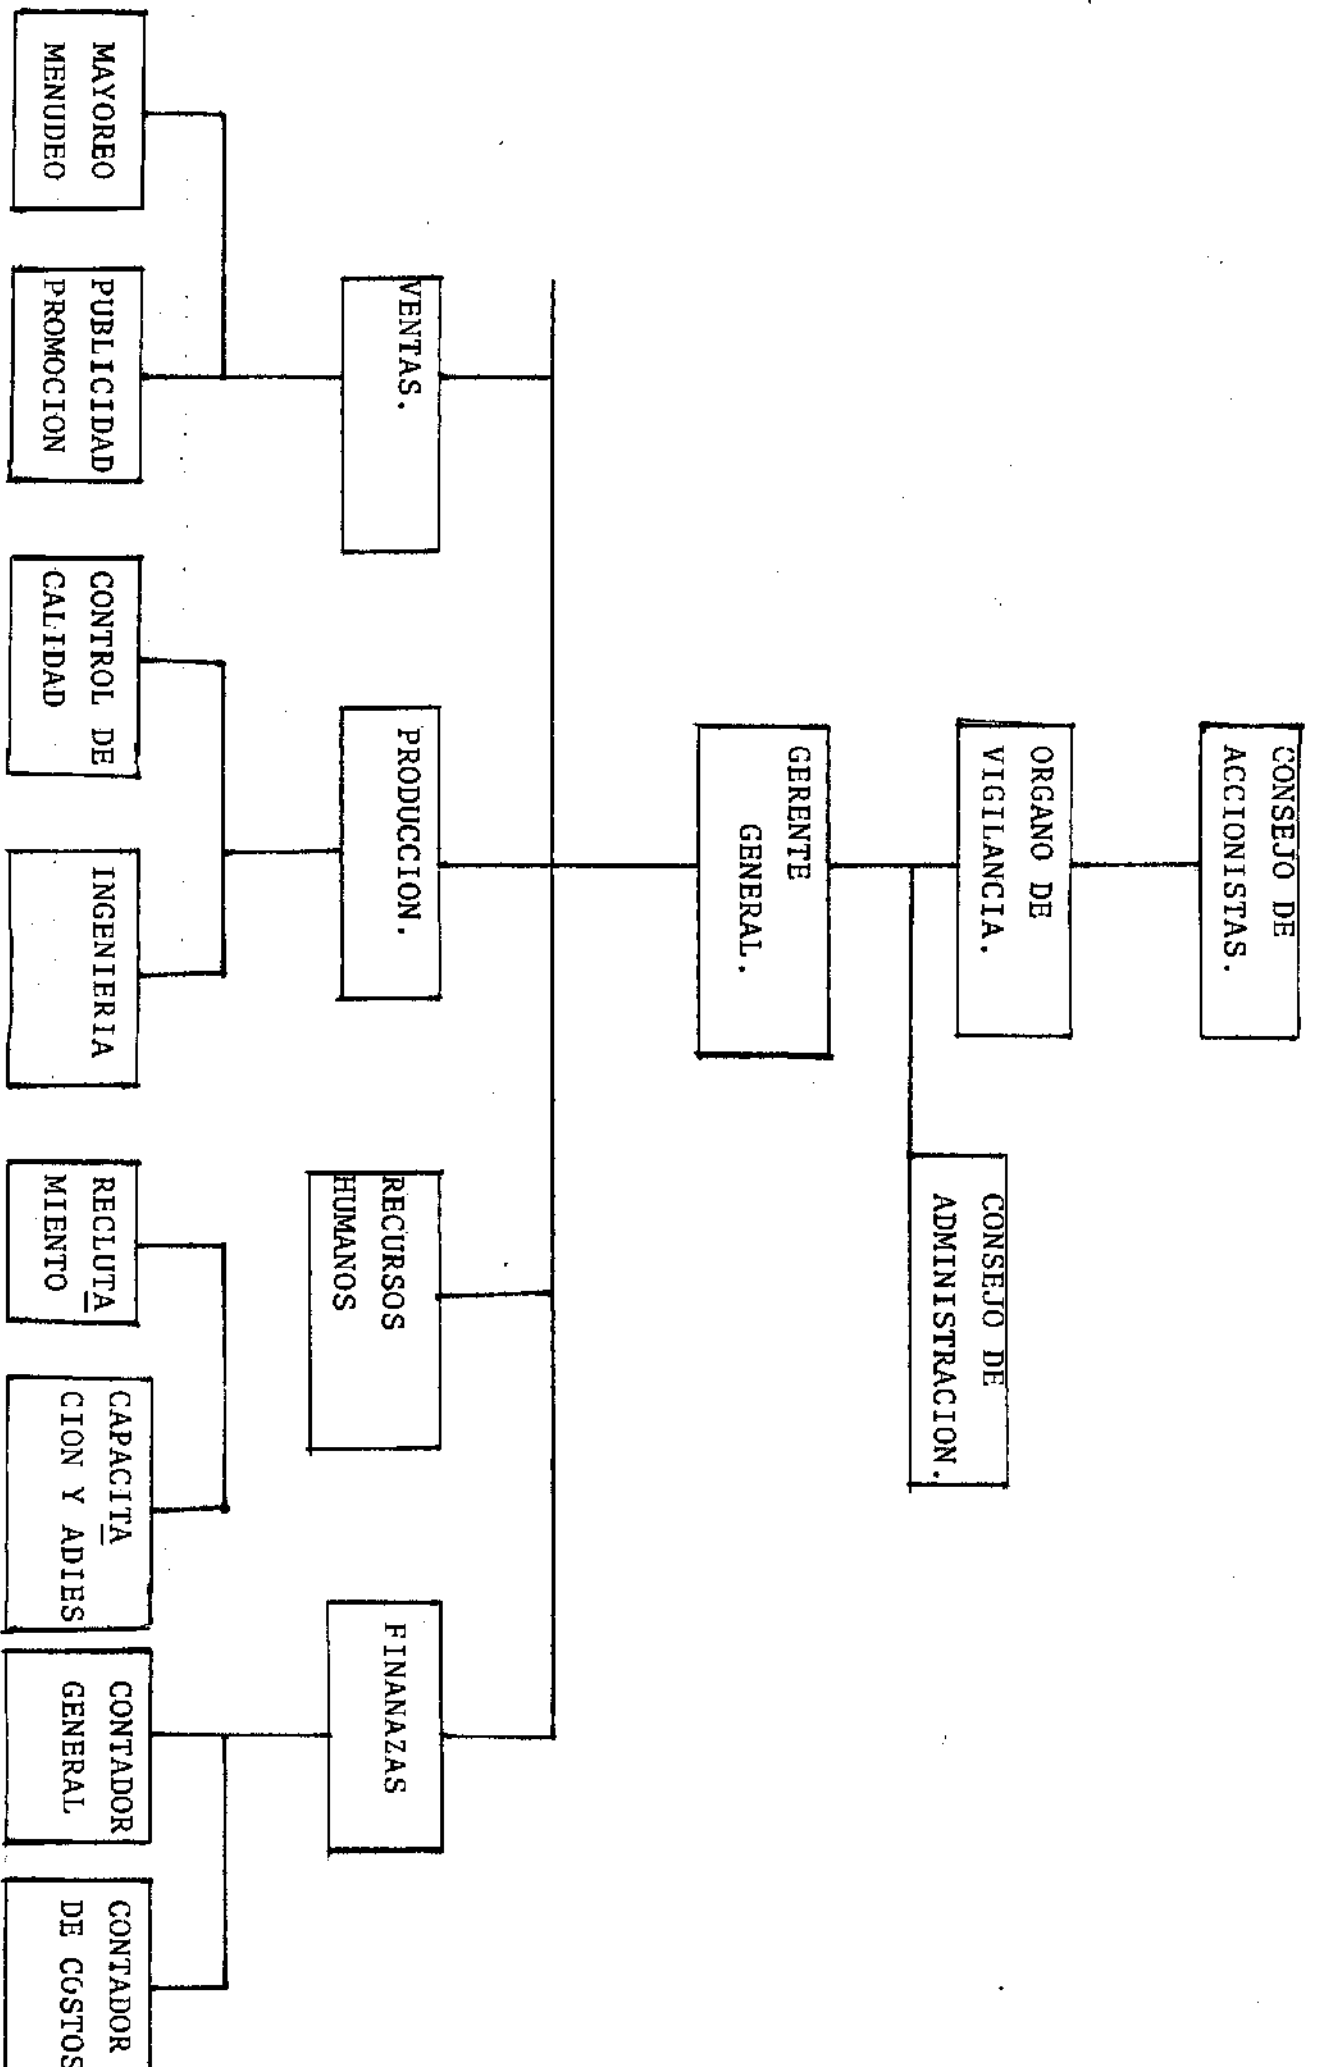 CONSEJO DE
ACCIONISTAS.
ORGANO DE
VIGILANCIA.
CONSEJO DE
ADMINISTRACION.
GERENTE
GENERAL.
VENTAS.
PRODUCCION.
RECURSOS
HUMANOS
FINANAZAS
MAYOREO
MENUDEO
PUBLICIDAD
PROMOCION
CONTROL DE
CALIDAD
INGENIERIA
RECLUTA
MIENTO
CAPACITA
CION Y ADIES
CONTADOR
GENERAL
CONTADOR
DE COSTOS